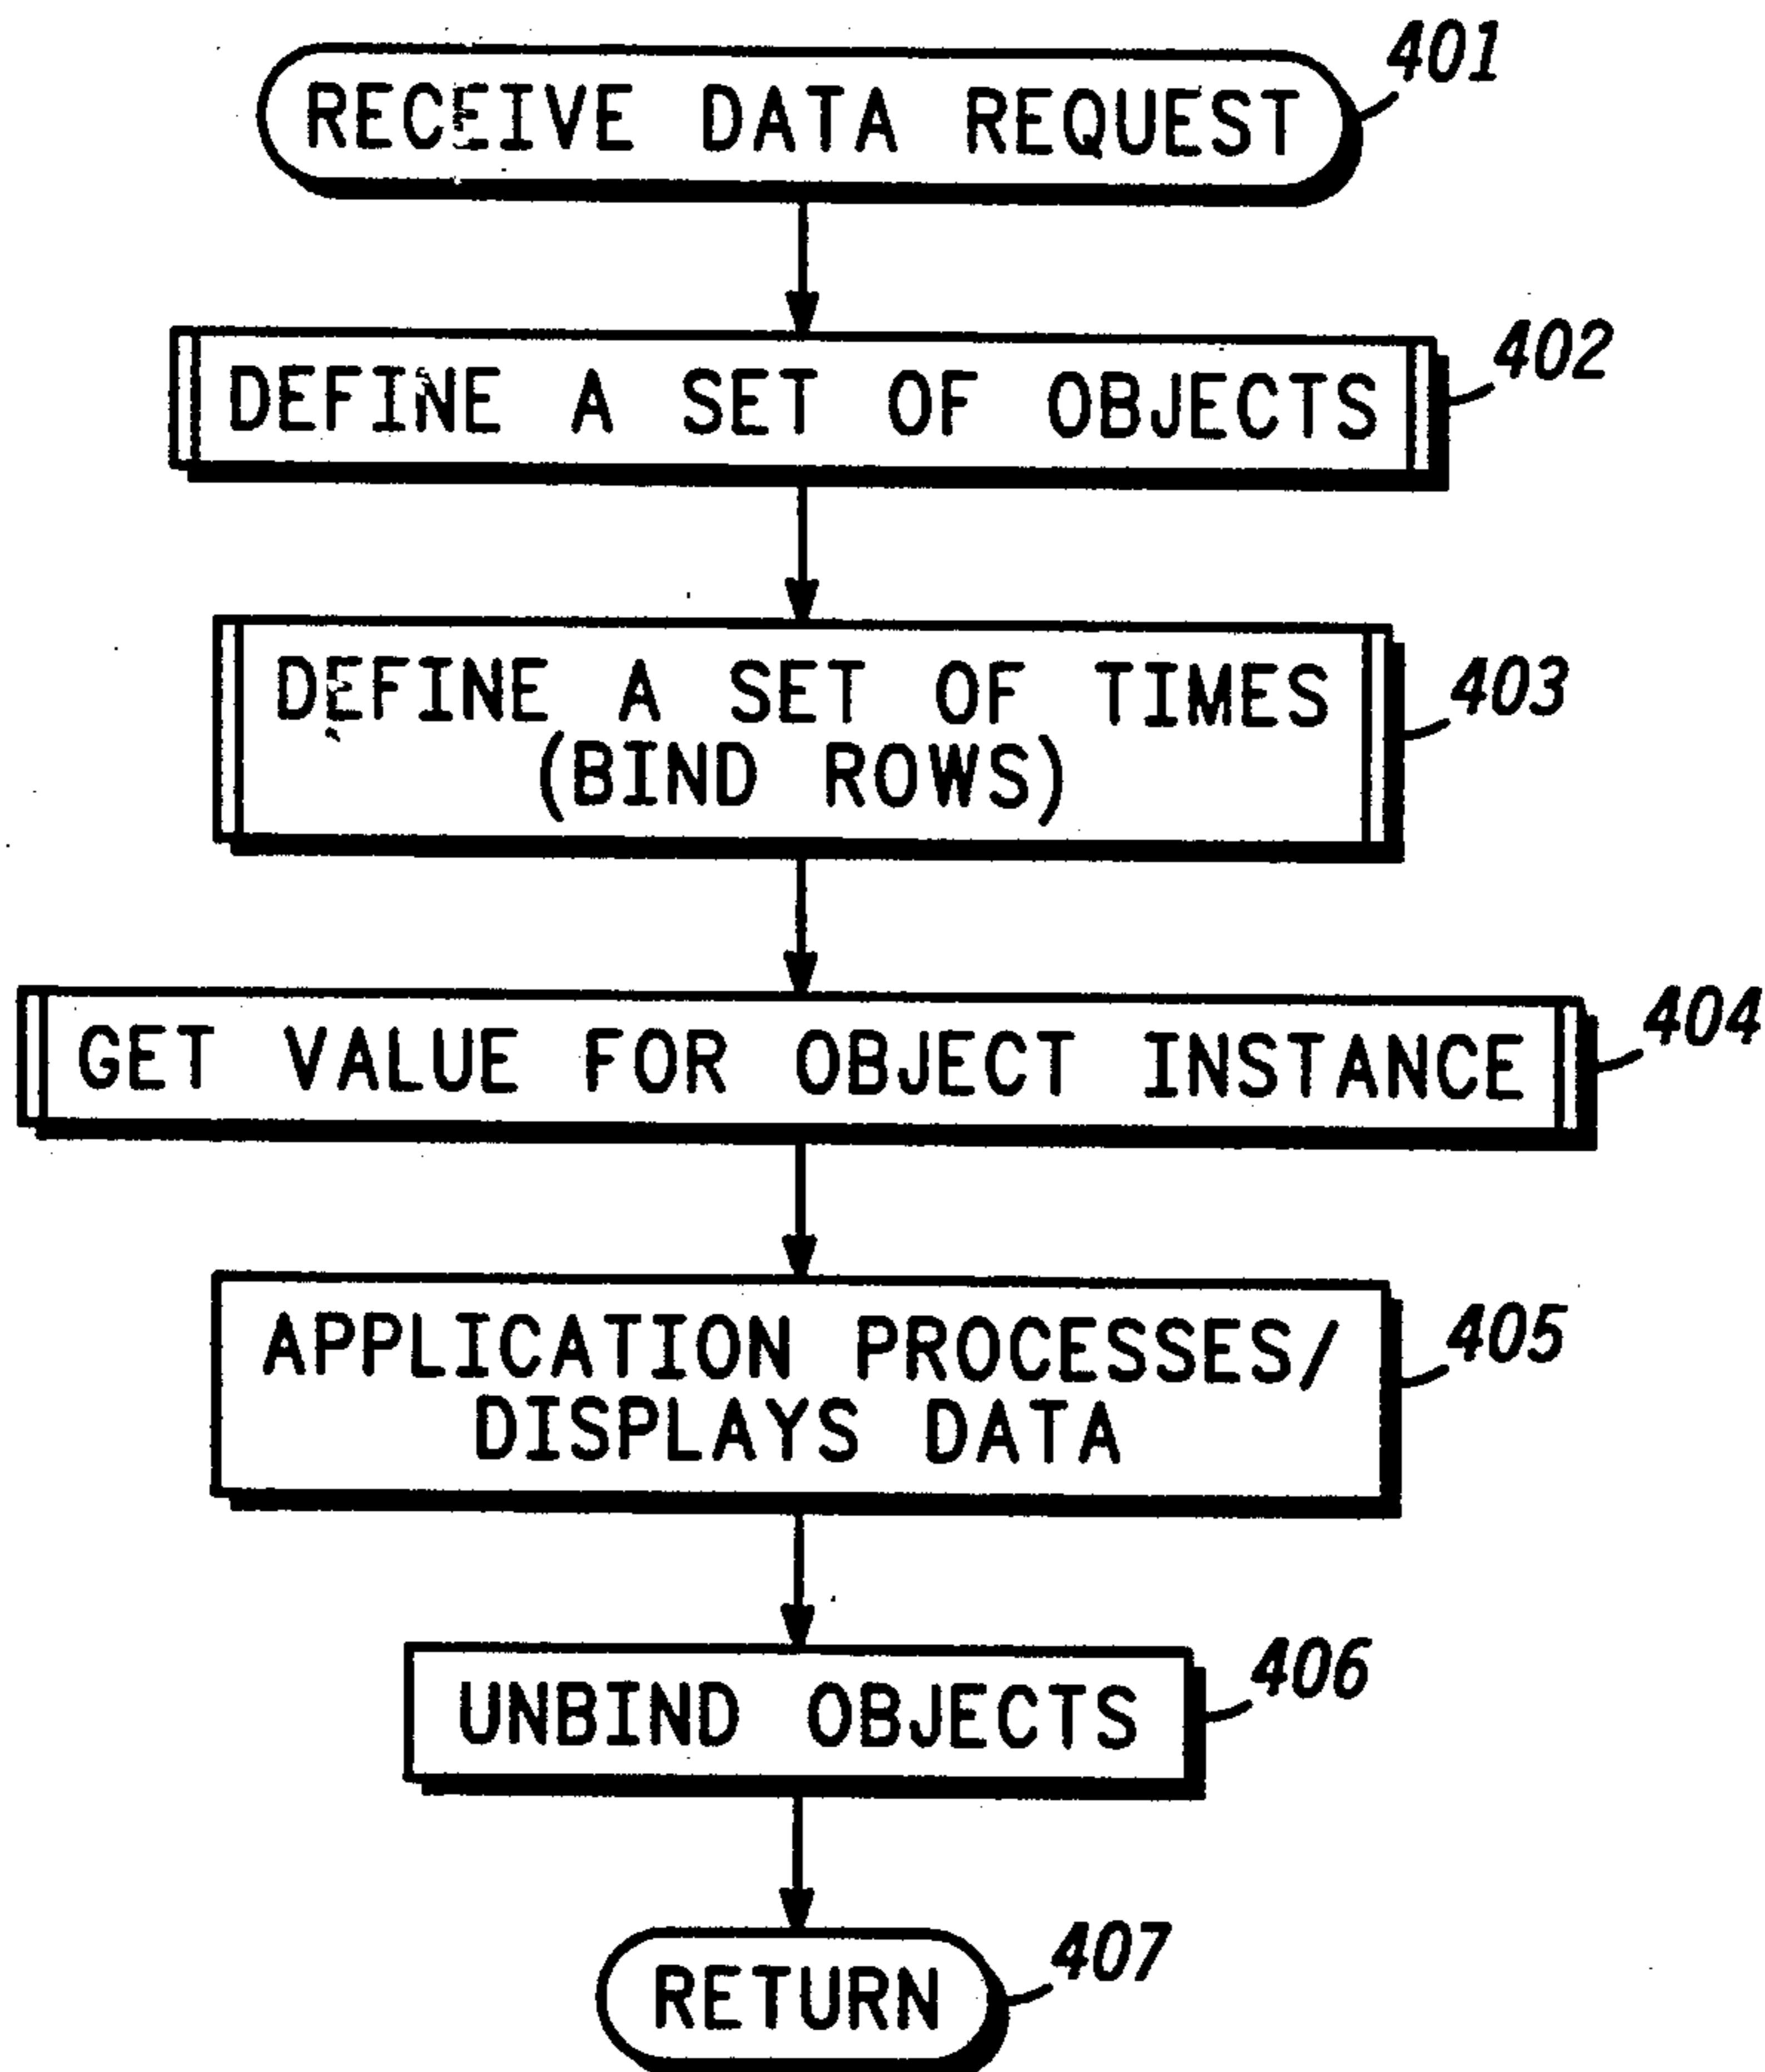 RECEIVE DATA REQUEST
401
DEFINE A SET OF OBJECTS
402
DEFINE A SET OF TIMES
(BIND ROWS)
403
GET VALUE FOR OBJECT INSTANCE
404
APPLICATION PROCESSES/
DISPLAYS DATA
405
UNBIND OBJECTS
406
RETURN
407